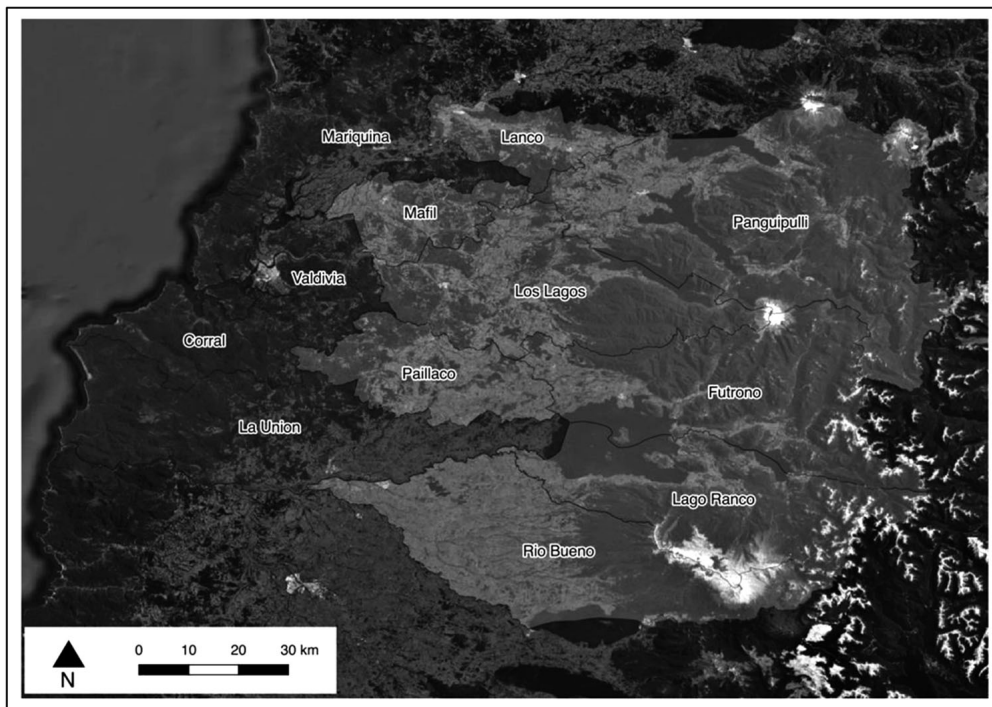 Mariquina
Lanco
Mafil
Panguipulli
Valdivia
Los Lagos
Corral
Paillaco
Futrono
La Union
Lago Ranco
Rio Bueno
N
0 10 20 30 km